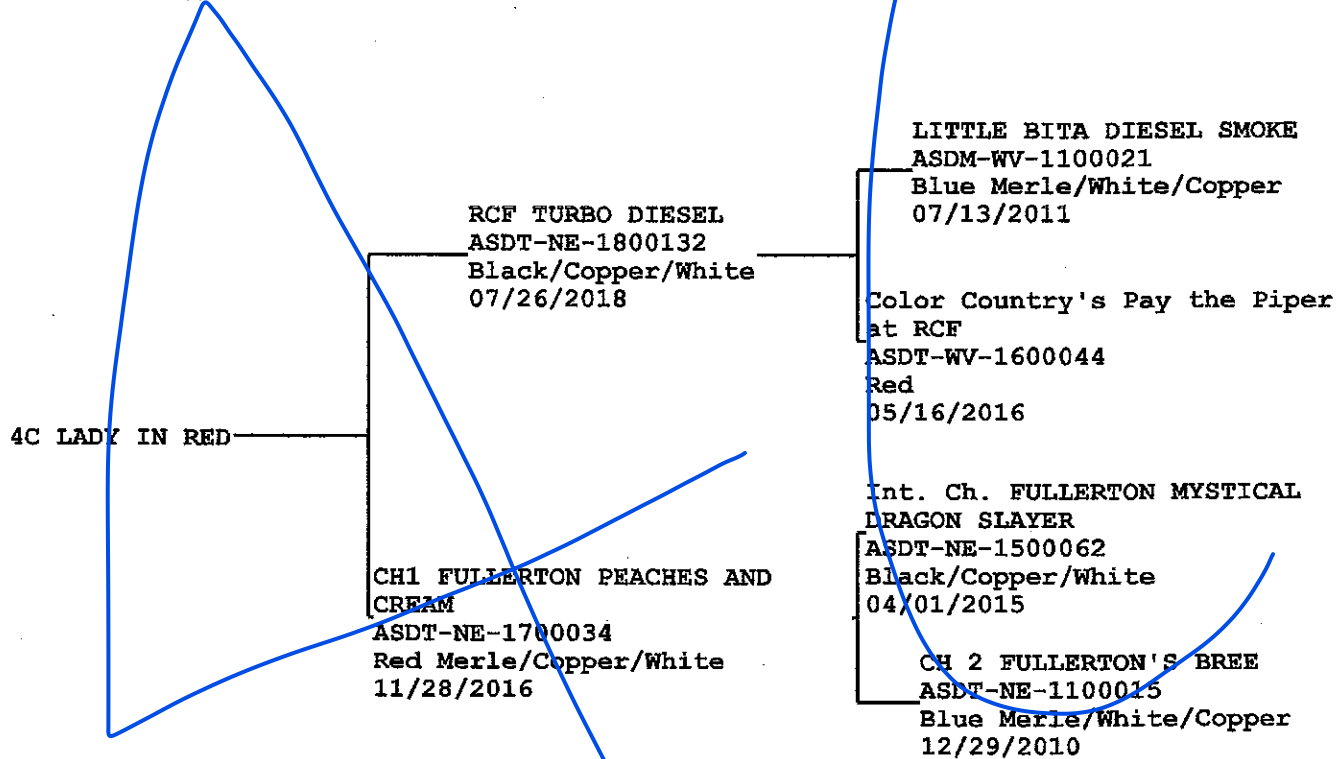 LITTLE BITA DIESEL SMOKE
ASDM-WV-1100021
Blue Merle/White/Copper
07/13/2011
RCF TURBO DIESEL
ASDT-NE-1800132
Black/Copper/White
07/26/2018
Color Country's Pay the Piper
at RCF
ASDT-WV-1600044
Red
05/16/2016
4C LADY IN RED
Int. Ch. FULLERTON MYSTICAL
DRAGON SLAYER
ASDT-NE-1500062
Black/Copper/White
04/01/2015
CH1 FULLERTON PEACHES AND
CREAM
ASDT-NE-1700034
Red Merle/Copper/White
11/28/2016
CH 2 FULLERTON'S BREE
ASDT-NE-1100015
Blue Merle/White/Copper
12/29/2010